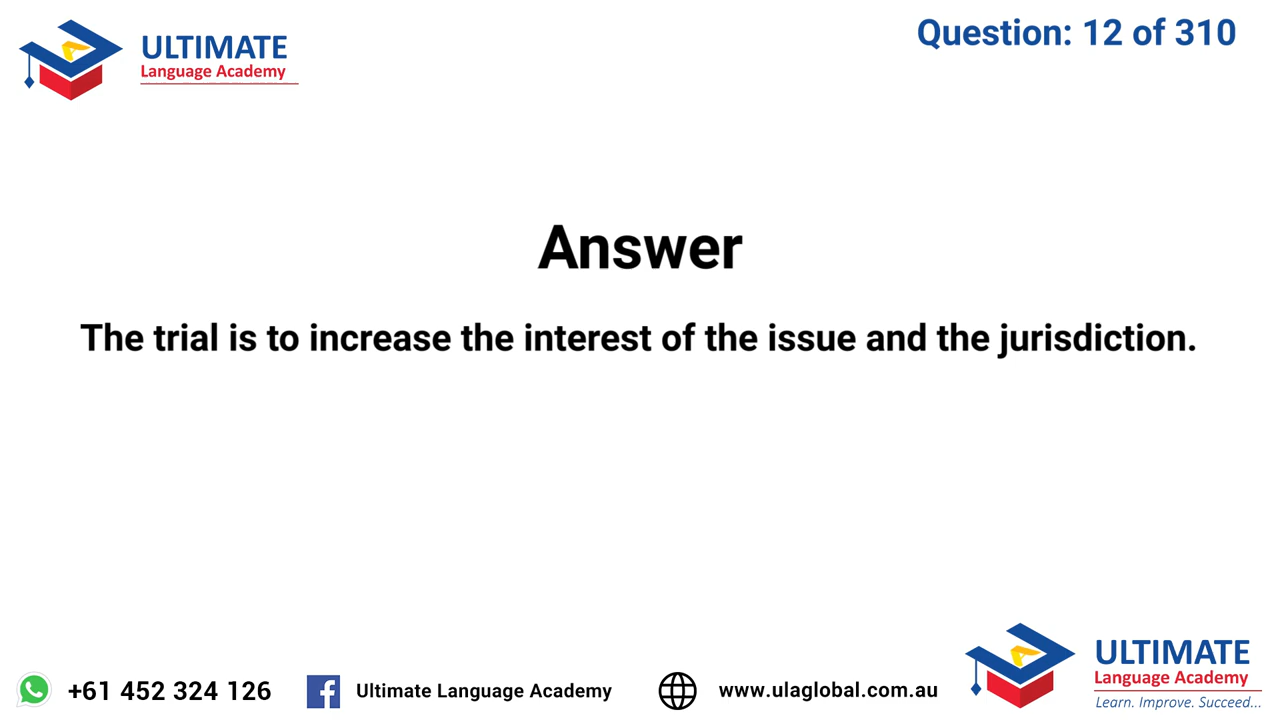 ULTIMATE
Language Academy
Question: 12 of 310
Answer
The trial is to increase the interest of the issue and the jurisdiction.
+61 452 324 126
Ultimate Language Academy
www.ulaglobal.com.au
ULTIMATE
Language Academy
Learn. Improve. Succeed...